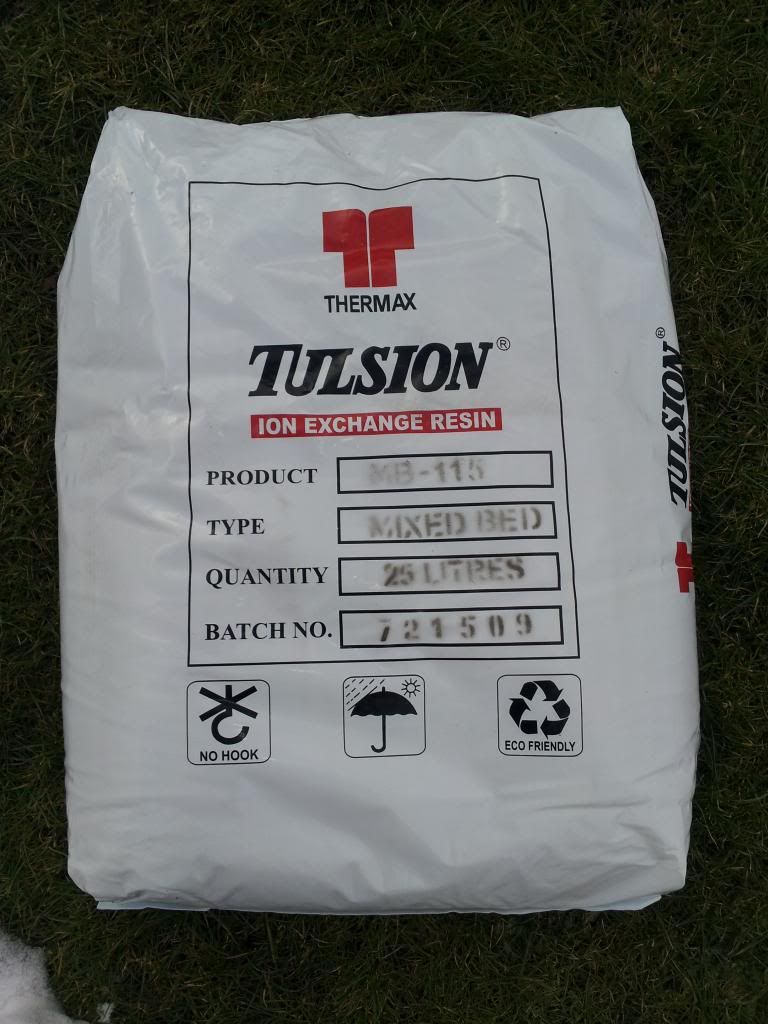 THERMAX
TULSION®
ION EXCHANGE RESIN
PRODUCT MB-115
TYPE MIXED BED
QUANTITY 25 LITRES
BATCH NO. 721509
NO HOOK
ECO FRIENDLY
TULSION®